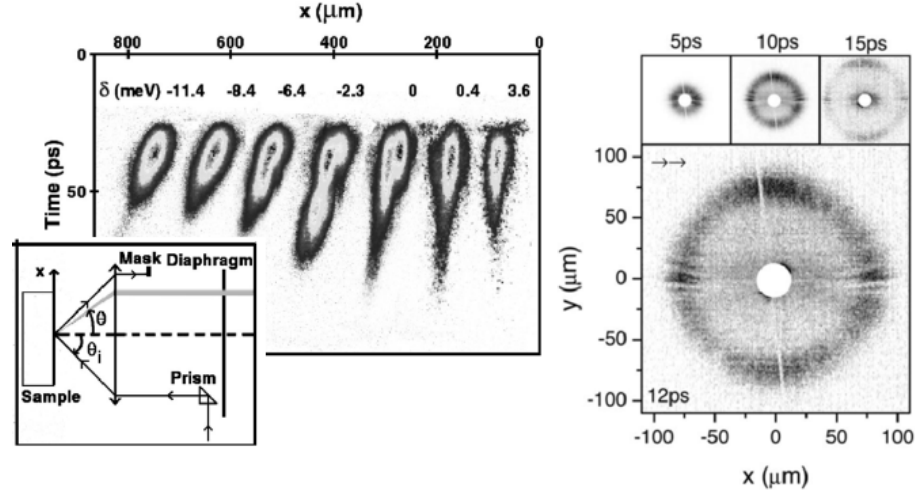 x (μm)
800 600 400 200 0
0
δ (meV) -11.4 -8.4 -6.4 -2.3 0 0.4 3.6
Time (ps)
50
x
Mask Diaphragm
θ
θi
Prism
Sample
5ps 10ps 15ps
100
50
0
-50
-100
y (μm)
12ps
-100 -50 0 50 100
x (μm)